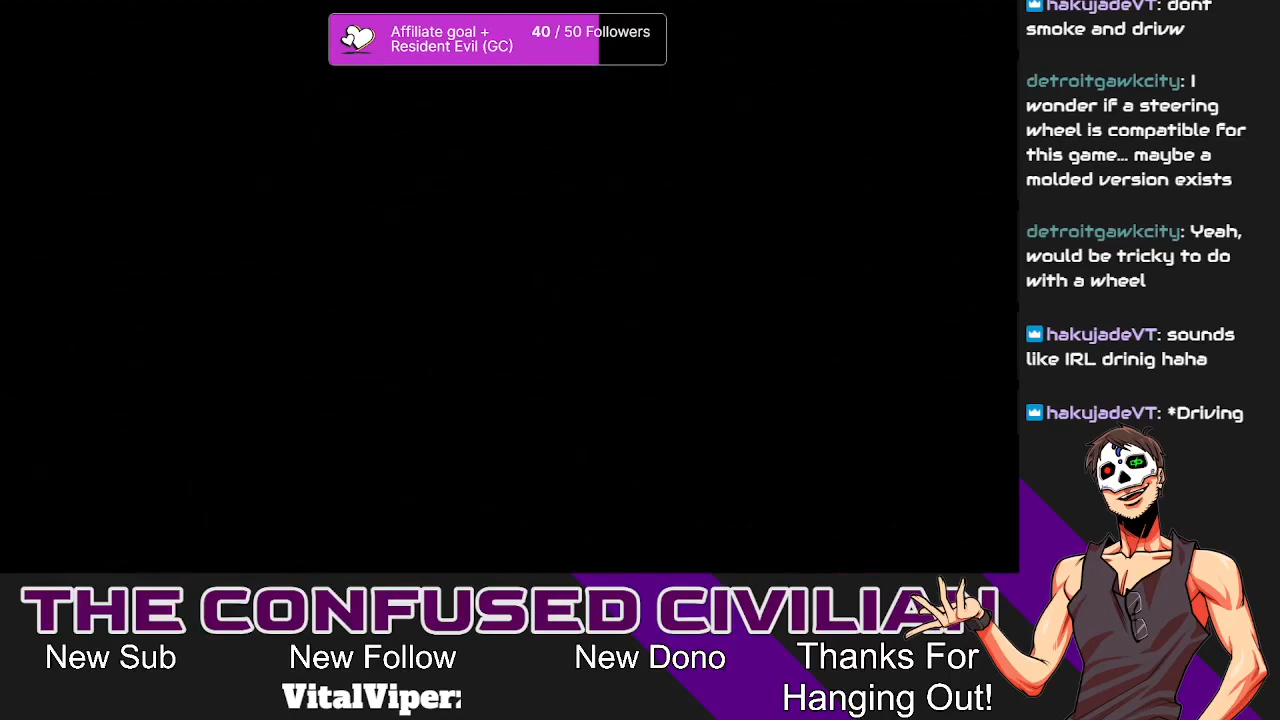 Affiliate goal +
Resident Evil (GC)
40 / 50 Followers
hakujadeVT: dont
smoke and drivw
detroitgawkcity: I
wonder if a steering
wheel is compatible for
this game... maybe a
molded version exists
detroitgawkcity: Yeah,
would be tricky to do
with a wheel
hakujadeVT: sounds
like IRL drinig haha
hakujadeVT: *Driving
THE CONFUSED CIVILIAN
New Sub
New Follow
New Dono
Thanks For
Hanging Out!
VitalViper